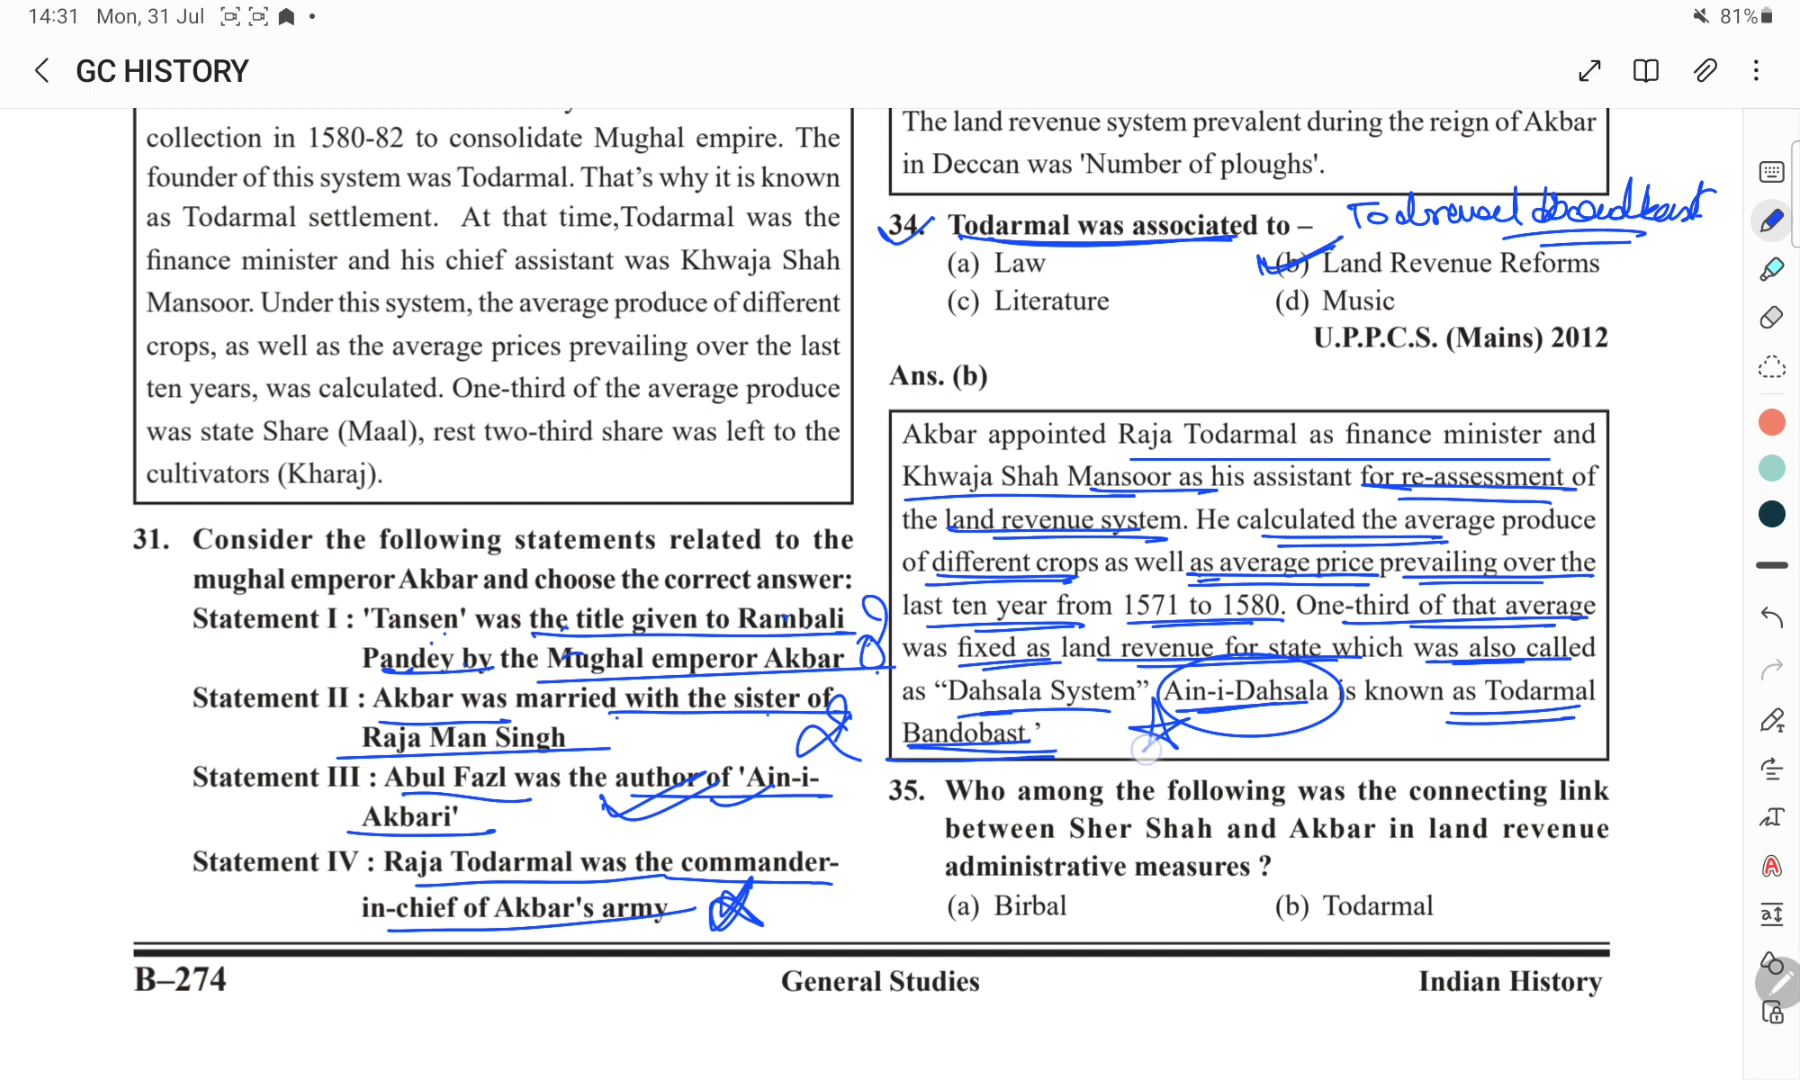 14:31 Mon, 31 Jul
81%
GC HISTORY
collection in 1580-82 to consolidate Mughal empire. The
founder of this system was Todarmal. That's why it is known
as Todarmal settlement. At that time,Todarmal was the
finance minister and his chief assistant was Khwaja Shah
Mansoor. Under this system, the average produce of different
crops, as well as the average prices prevailing over the last
ten years, was calculated. One-third of the average produce
was state Share (Maal), rest two-third share was left to the
cultivators (Kharaj).
31. Consider the following statements related to the
mughal emperor Akbar and choose the correct answer:
Statement I : 'Tansen' was the title given to Rambali
Pandey by the Mughal emperor Akbar
Statement II : Akbar was married with the sister of
Raja Man Singh
Statement III : Abul Fazl was the author of 'Ain-i-
Akbari'
Statement IV : Raja Todarmal was the commander-
in-chief of Akbar's army
The land revenue system prevalent during the reign of Akbar
in Deccan was 'Number of ploughs'.
34. Todarmal was associated to –
(a) Law (b) Land Revenue Reforms
(c) Literature (d) Music
U.P.P.C.S. (Mains) 2012
Ans. (b)
Akbar appointed Raja Todarmal as finance minister and
Khwaja Shah Mansoor as his assistant for re-assessment of
the land revenue system. He calculated the average produce
of different crops as well as average price prevailing over the
last ten year from 1571 to 1580. One-third of that average
was fixed as land revenue for state which was also called
as “Dahsala System” Ain-i-Dahsala is known as Todarmal
Bandobast.’
35. Who among the following was the connecting link
between Sher Shah and Akbar in land revenue
administrative measures ?
(a) Birbal (b) Todarmal
B–274 General Studies Indian History